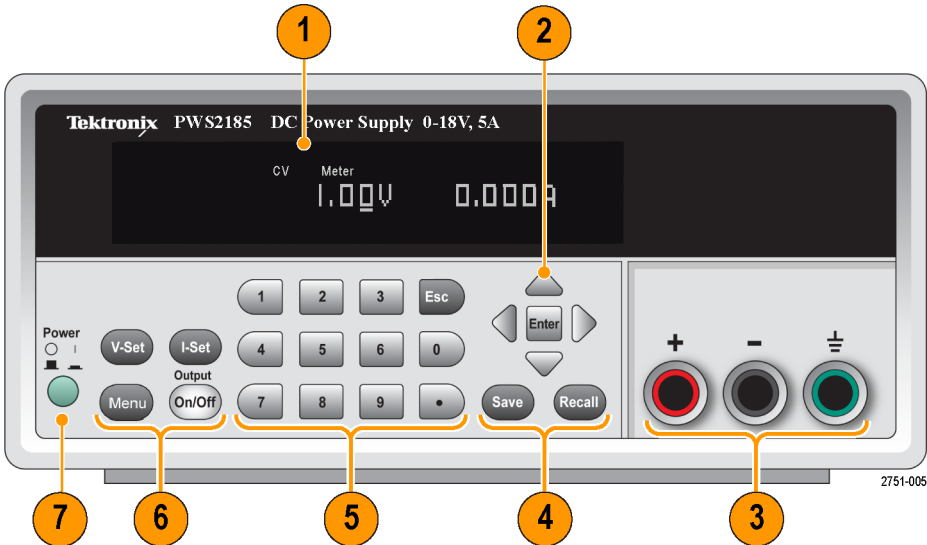 1
2
Tektronix PWS2185 DC Power Supply 0-18V, 5A
CV Meter
1.00V 0.000A
1 2 3 Esc
Power
V-Set I-Set 4 5 6 0
Enter
+ -
Output
Menu On/Off 7 8 9 •
Save Recall
2751-005
7 6 5 4 3